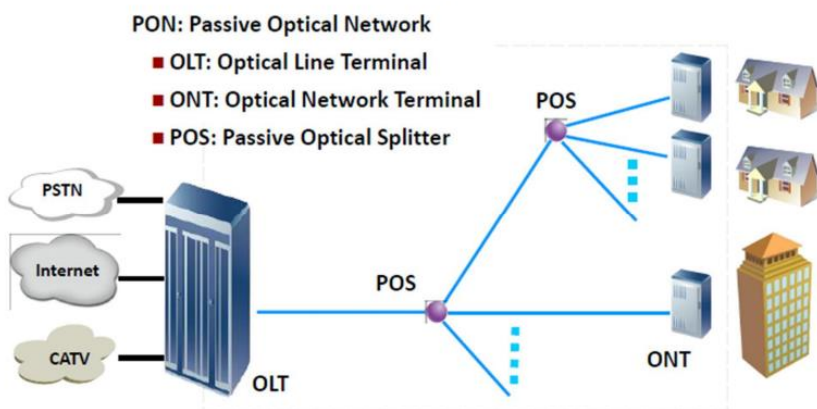 PON: Passive Optical Network
OLT: Optical Line Terminal
ONT: Optical Network Terminal
POS: Passive Optical Splitter
POS
PSTN
Internet
POS
CATV
OLT
ONT